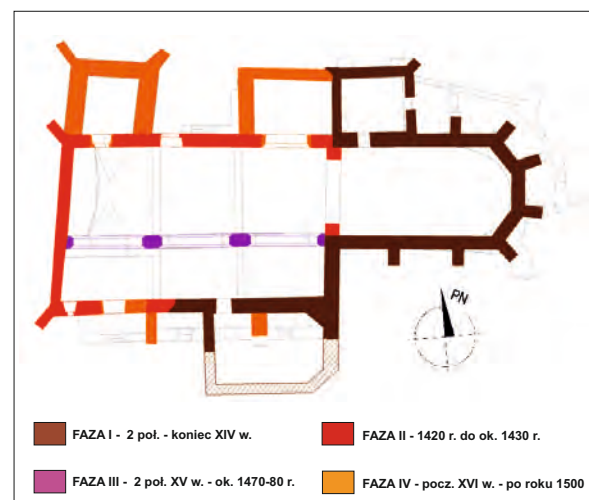 PN
FAZA I - 2 poł. - koniec XIV w.
FAZA II - 1420 r. do ok. 1430 r.
FAZA III - 2 poł. XV w. - ok. 1470-80 r.
FAZA IV - pocz. XVI w. - po roku 1500